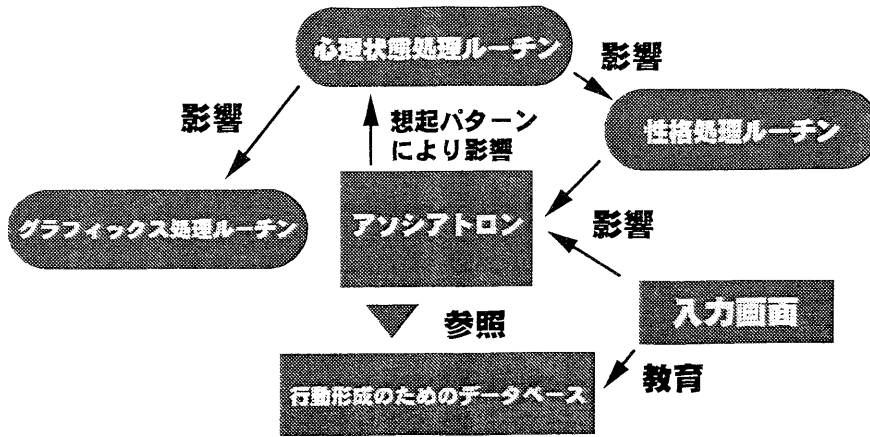 心理状態処理ルーチン
影響
影響
想起パターン
により影響
性格処理ルーチン
グラフィックス処理ルーチン
アソシアトロン
影響
入力画面
参照
教育
行動形成のためのデータベース